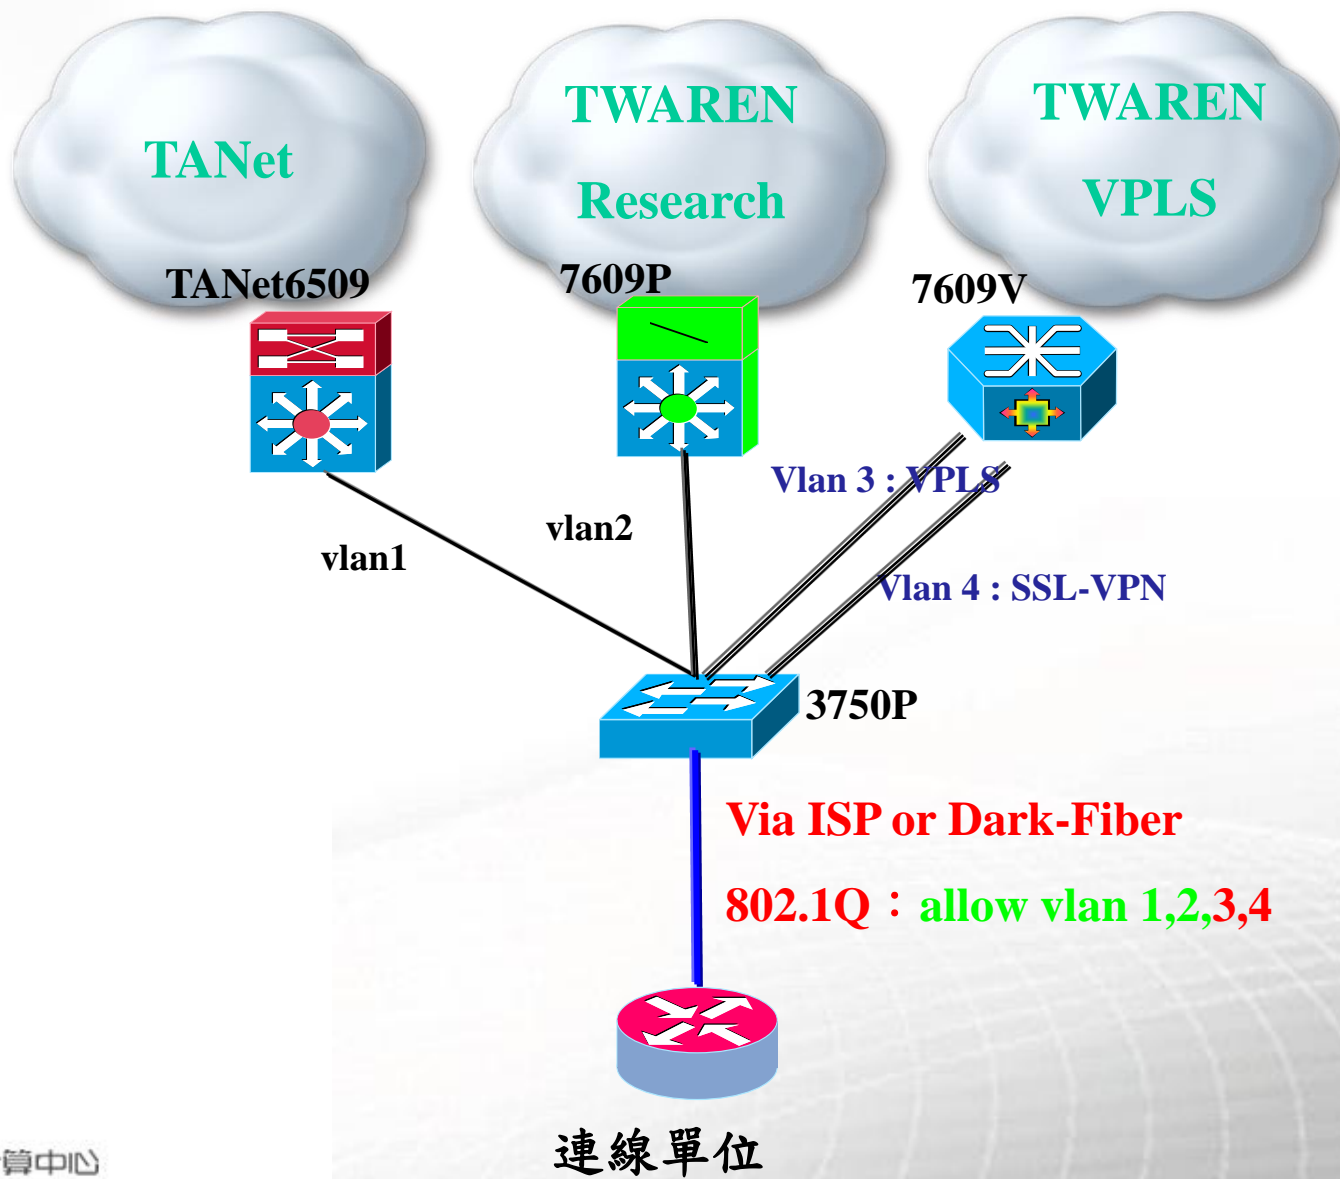 TANet
TWAREN
Research
TWAREN
VPLS
TANet6509
7609P
7609V
Vlan 3 : VPLS
vlan2
vlan1
Vlan 4 : SSL-VPN
3750P
Via ISP or Dark-Fiber
802.1Q：allow vlan 1,2,3,4
連線單位
算中心